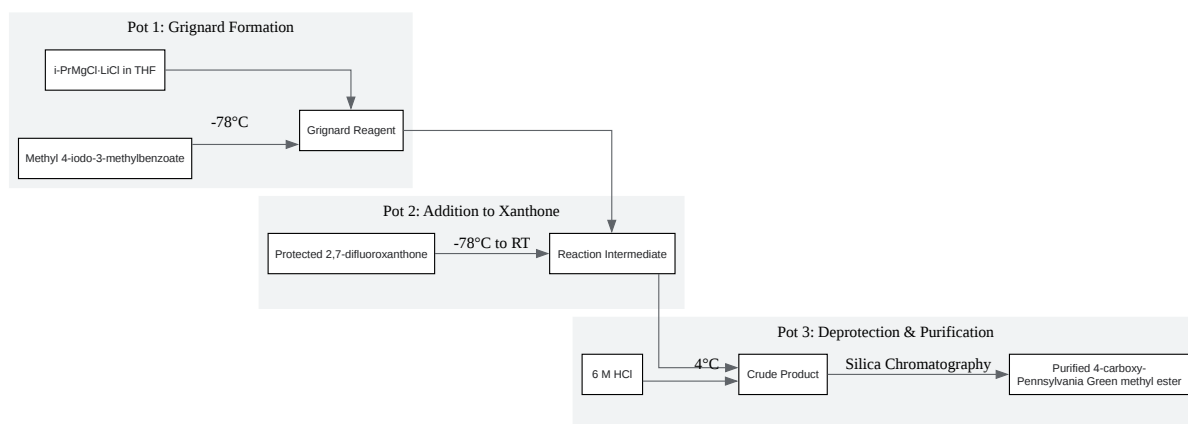 Pot 1: Grignard Formation
i-PrMgCl·LiCl in THF
-78°C
Grignard Reagent
Methyl 4-iodo-3-methylbenzoate
Pot 2: Addition to Xanthone
Protected 2,7-difluoroxanthone
-78°C to RT
Reaction Intermediate
Pot 3: Deprotection & Purification
6 M HCl
4°C
Crude Product
Silica Chromatography
Purified 4-carboxy-
Pennsylvania Green methyl ester